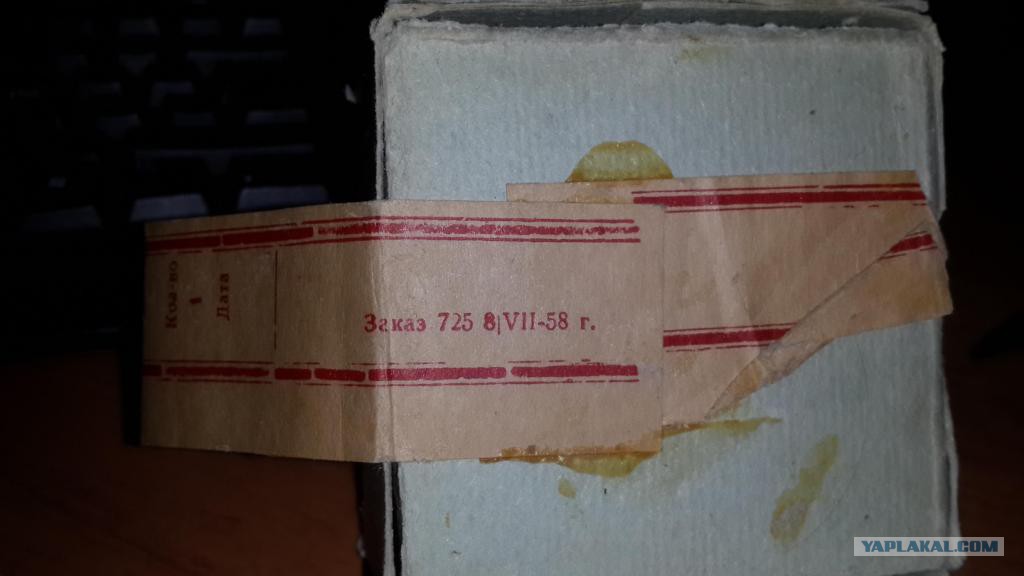 Кол-во
1
Дата
Заказ 725 8|VII-58 г.
YAPLAKAL.COM